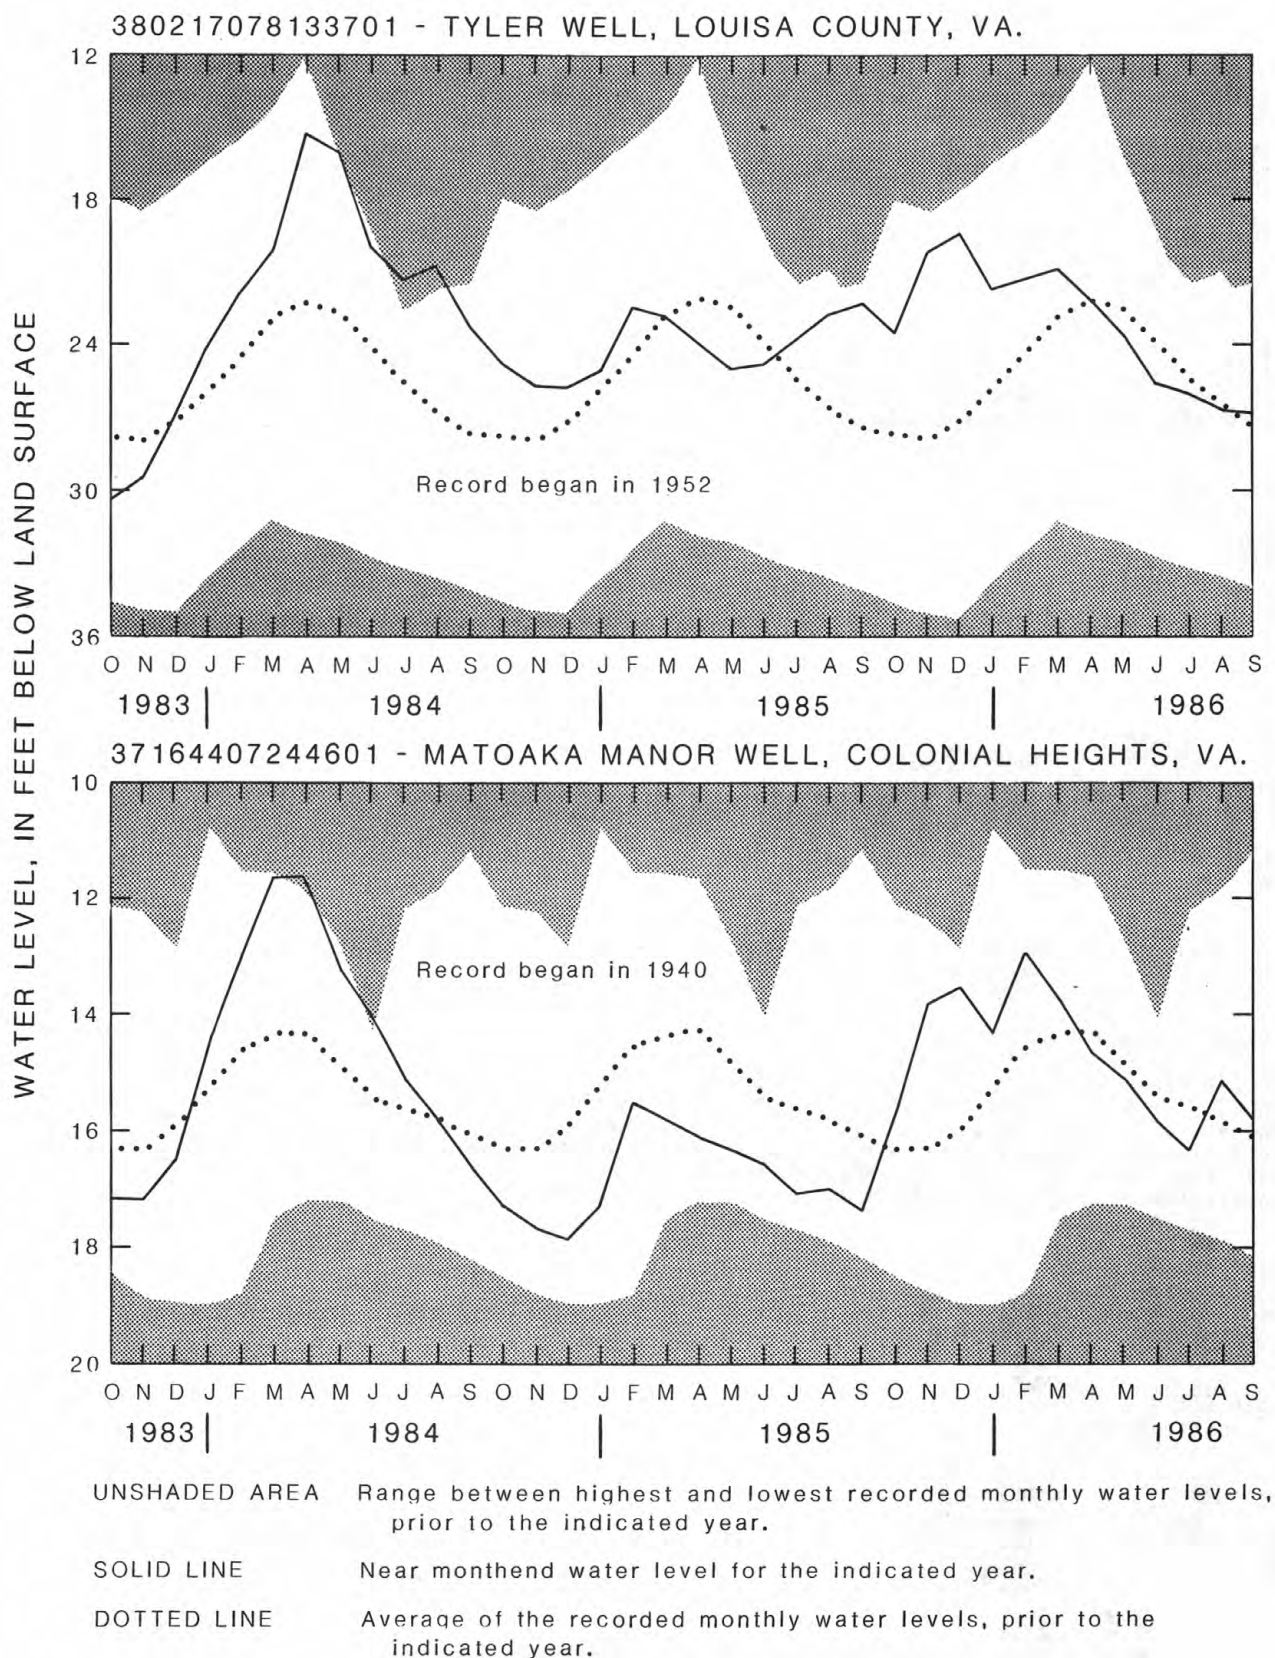 380217078133701 - TYLER WELL, LOUISA COUNTY, VA.
WATER LEVEL, IN FEET BELOW LAND SURFACE
12
18
24
30
36
Record began in 1952
O N D J F M A M J J A S O N D J F M A M J J A S O N D J F M A M J J A S
1983 1984 1985 1986
37164407244601 - MATOAKA MANOR WELL, COLONIAL HEIGHTS, VA.
10
12
14
16
18
20
Record began in 1940
O N D J F M A M J J A S O N D J F M A M J J A S O N D J F M A M J J A S
1983 1984 1985 1986
UNSHADED AREA Range between highest and lowest recorded monthly water levels,
prior to the indicated year.
SOLID LINE Near monthend water level for the indicated year.
DOTTED LINE Average of the recorded monthly water levels, prior to the
indicated year.